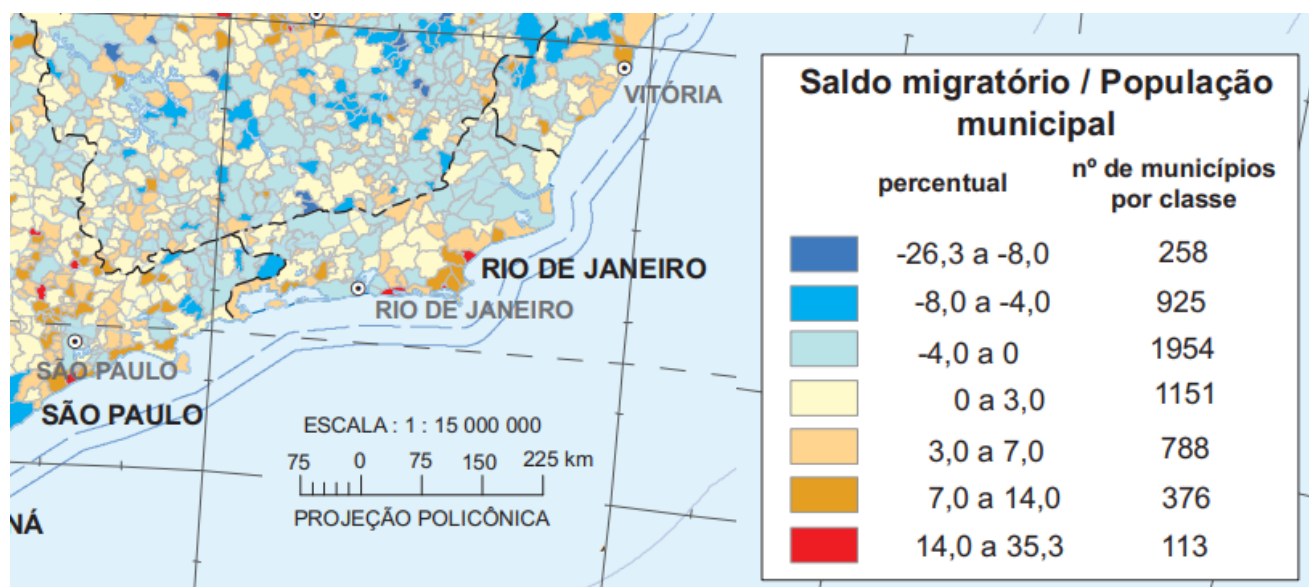 VITÓRIA
RIO DE JANEIRO
RIO DE JANEIRO
SÃO PAULO
SÃO PAULO
NÁ
ESCALA : 1 : 15 000 000
75 0 75 150 225 km
PROJEÇÃO POLICÔNICA
Saldo migratório / População
municipal
percentual
nº de municípios
por classe
-26,3 a -8,0 258
-8,0 a -4,0 925
-4,0 a 0 1954
0 a 3,0 1151
3,0 a 7,0 788
7,0 a 14,0 376
14,0 a 35,3 113